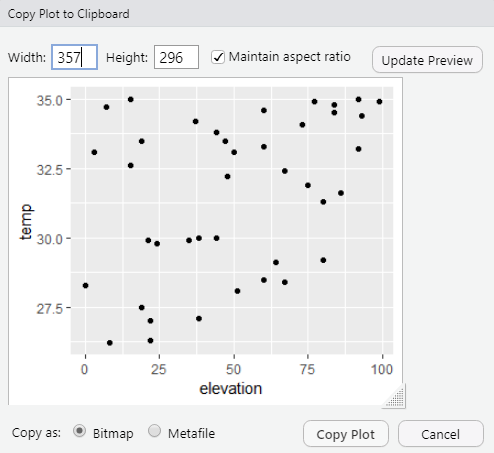 Copy Plot to Clipboard
Width: 357 Height: 296 Maintain aspect ratio Update Preview
35.0
32.5
30.0
27.5
temp
0 25 50 75 100
elevation
Copy as: Bitmap Metafile Copy Plot Cancel